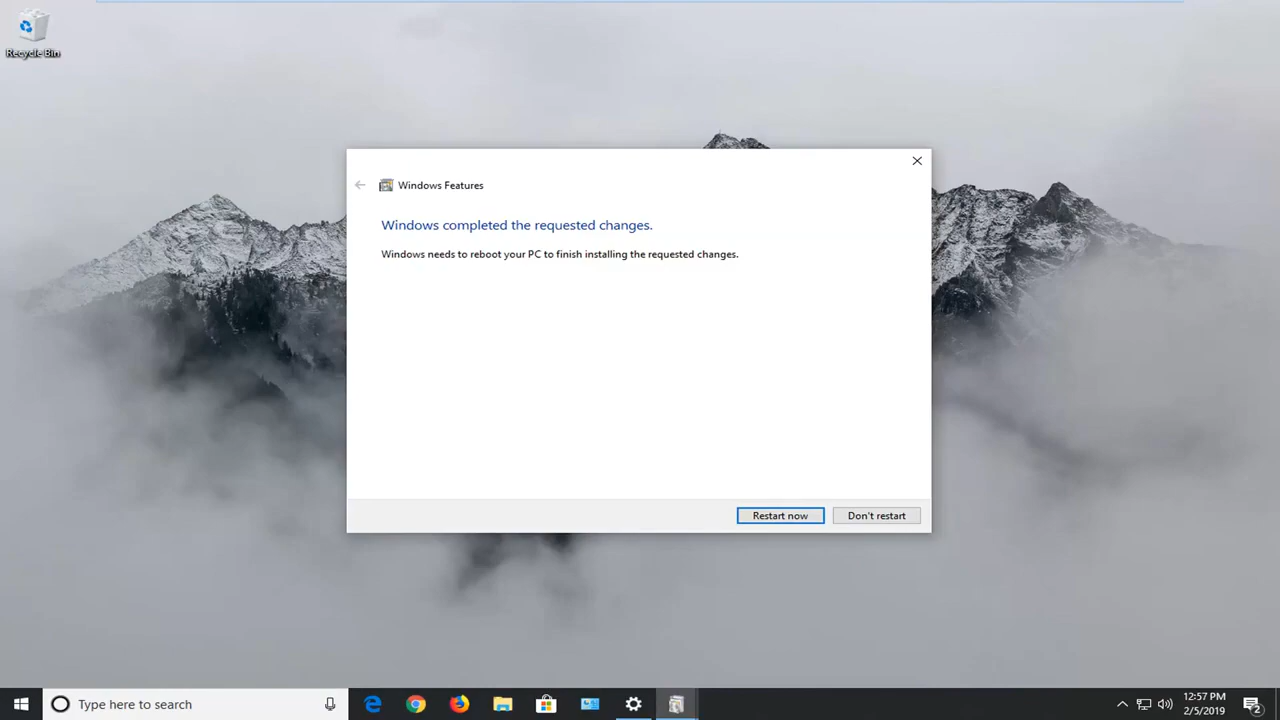 Recycle Bin
Windows Features
Windows completed the requested changes.
Windows needs to reboot your PC to finish installing the requested changes.
Restart now
Don't restart
Type here to search
12:57 PM
2/5/2019
2